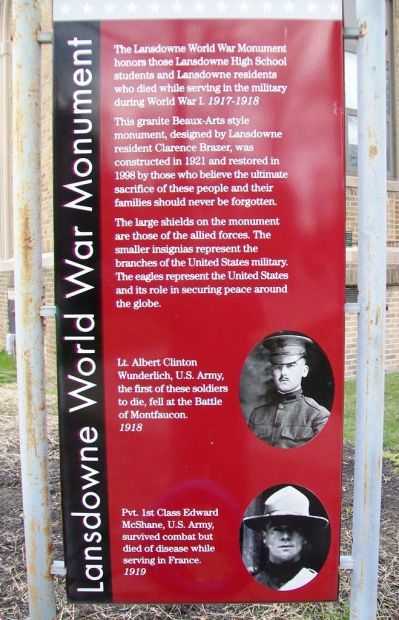 Lansdowne World War Monument
The Lansdowne World War Monument
honors those Lansdowne High School
students and Lansdowne residents
who died while serving in the military
during World War I. 1917-1918
This granite Beaux-Arts style
monument, designed by Lansdowne
resident Clarence Brazer, was
constructed in 1921 and restored in
1998 by those who believe the ultimate
sacrifice of these people and their
families should never be forgotten.
The large shields on the monument
are those of the allied forces. The
smaller insignias represent the
branches of the United States military.
The eagles represent the United States
and its role in securing peace around
the globe.
Lt. Albert Clinton
Wunderlich, U.S. Army,
the first of these soldiers
to die, fell at the Battle
of Montfaucon.
1918
Pvt. 1st Class Edward
McShane, U.S. Army,
survived combat but
died of disease while
serving in France.
1919